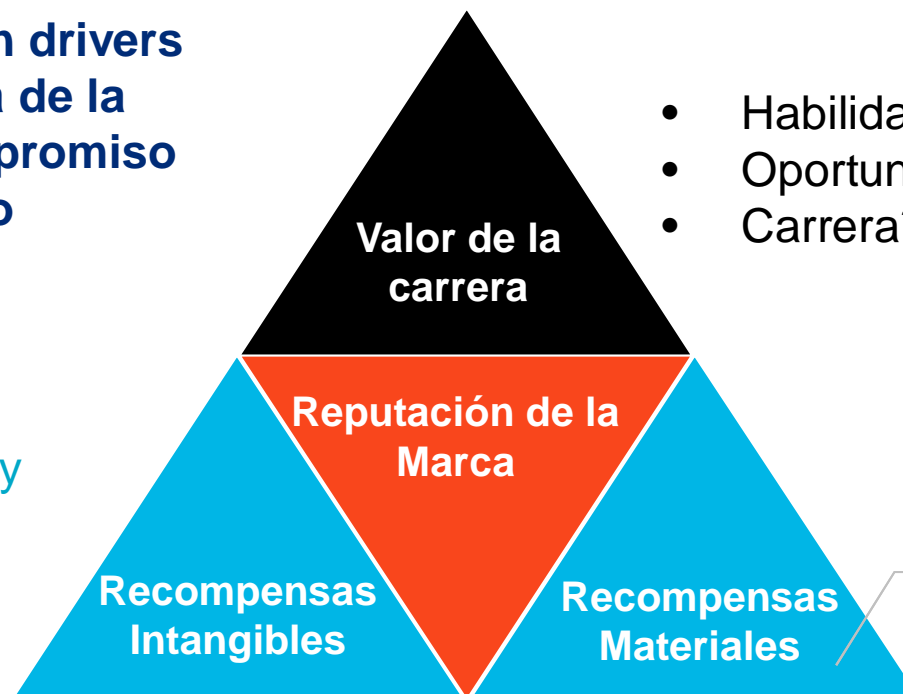 drivers
de la
promiso
• Habilida
• Oportun
• Carrera
Valor de la
carrera
Reputación de la
Marca
y
Recompensas
Intangibles
Recompensas
Materiales